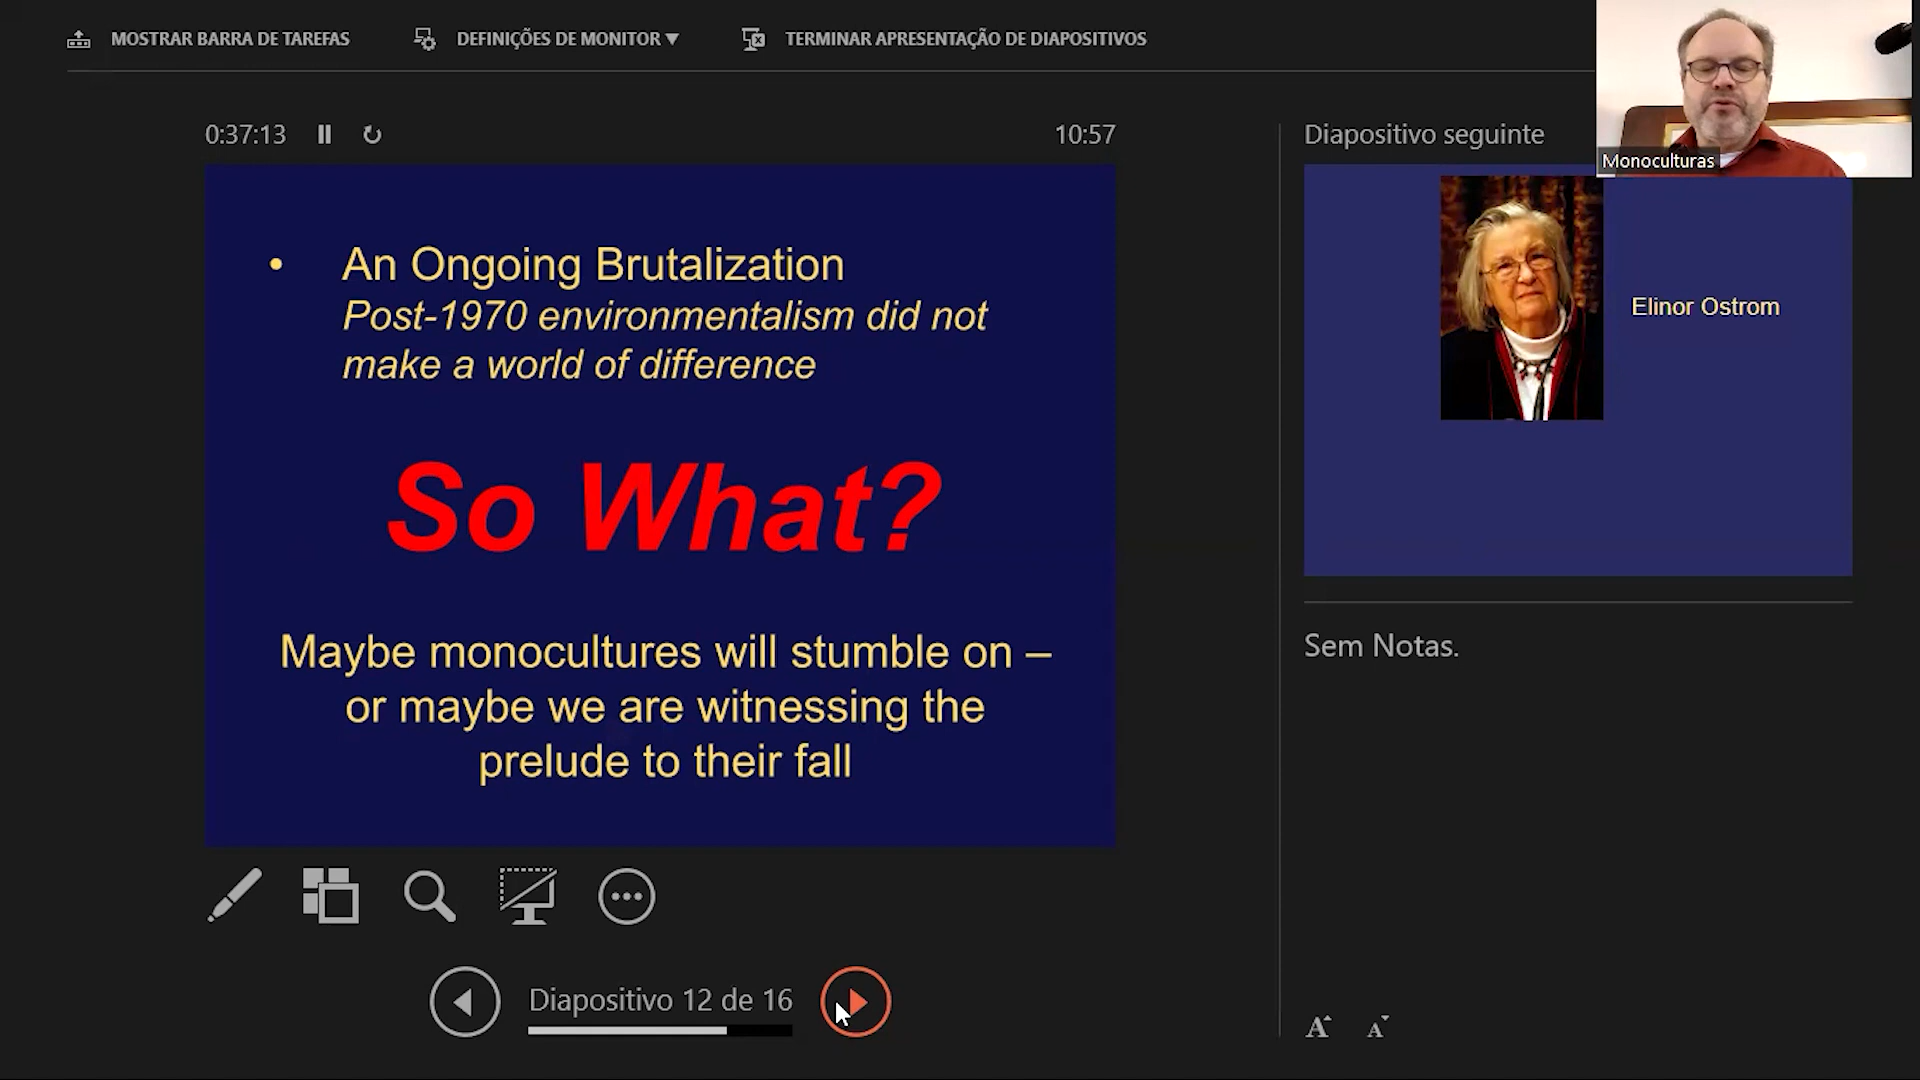 MOSTRAR BARRA DE TAREFAS
DEFINIÇÕES DE MONITOR ▼
TERMINAR APRESENTAÇÃO DE DIAPOSITIVOS
0:37:13
10:57
• An Ongoing Brutalization
Post-1970 environmentalism did not
make a world of difference
So What?
Maybe monocultures will stumble on –
or maybe we are witnessing the
prelude to their fall
Diapositivo 12 de 16
Diapositivo seguinte
Monoculturas
Elinor Ostrom
Sem Notas.
A A